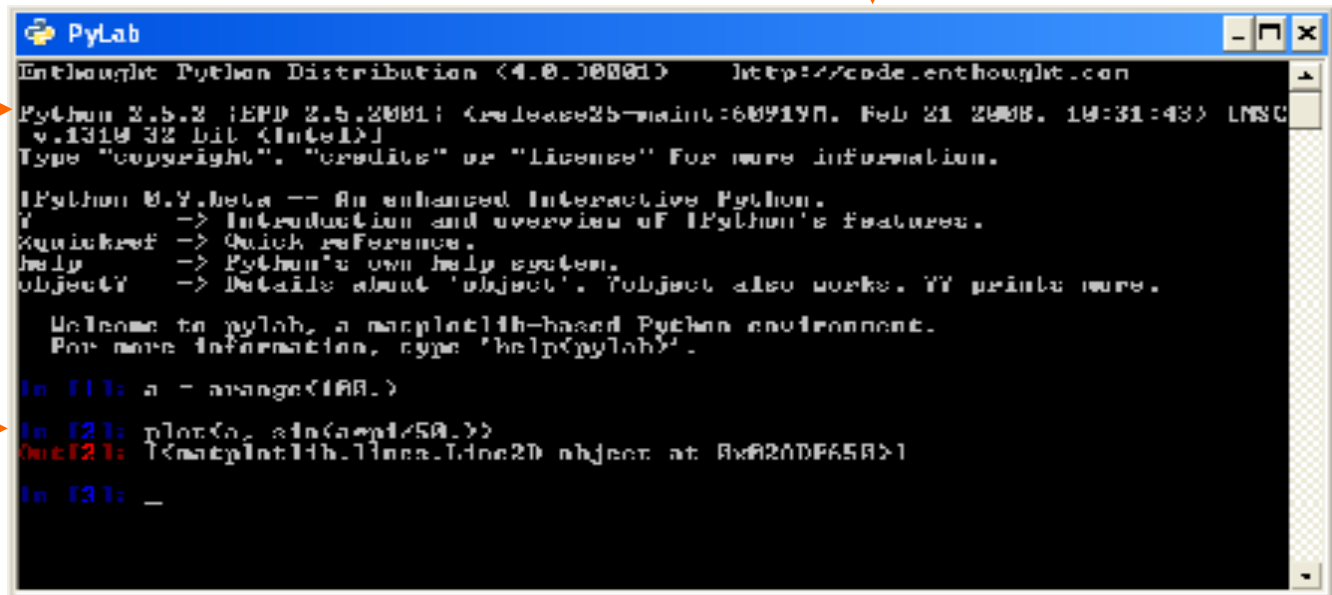 PyLab
Enthought Python Distribution (4.0.30001)    http://code.enthought.com
Python 2.5.2 |EPD 2.5.2001| (release25-maint:60919M, Feb 21 2008, 10:31:43) [MSC
v.1310 32 bit (Intel)]
Type "copyright", "credits" or "license" for more information.
IPython 0.9.beta -- An enhanced Interactive Python.
?         -> Introduction and overview of IPython's features.
%quickref -> Quick reference.
help      -> Python's own help system.
object?   -> Details about 'object'. ?object also works. ?? prints more.
Welcome to pylab, a matplotlib-based Python environment.
For more information, type 'help(pylab)'.
In [1]: a = arange(100.)
In [2]: plot(a, sin(a*pi/50.))
Out[2]: [<matplotlib.lines.Line2D object at 0x02ADF650>]
In [3]: _